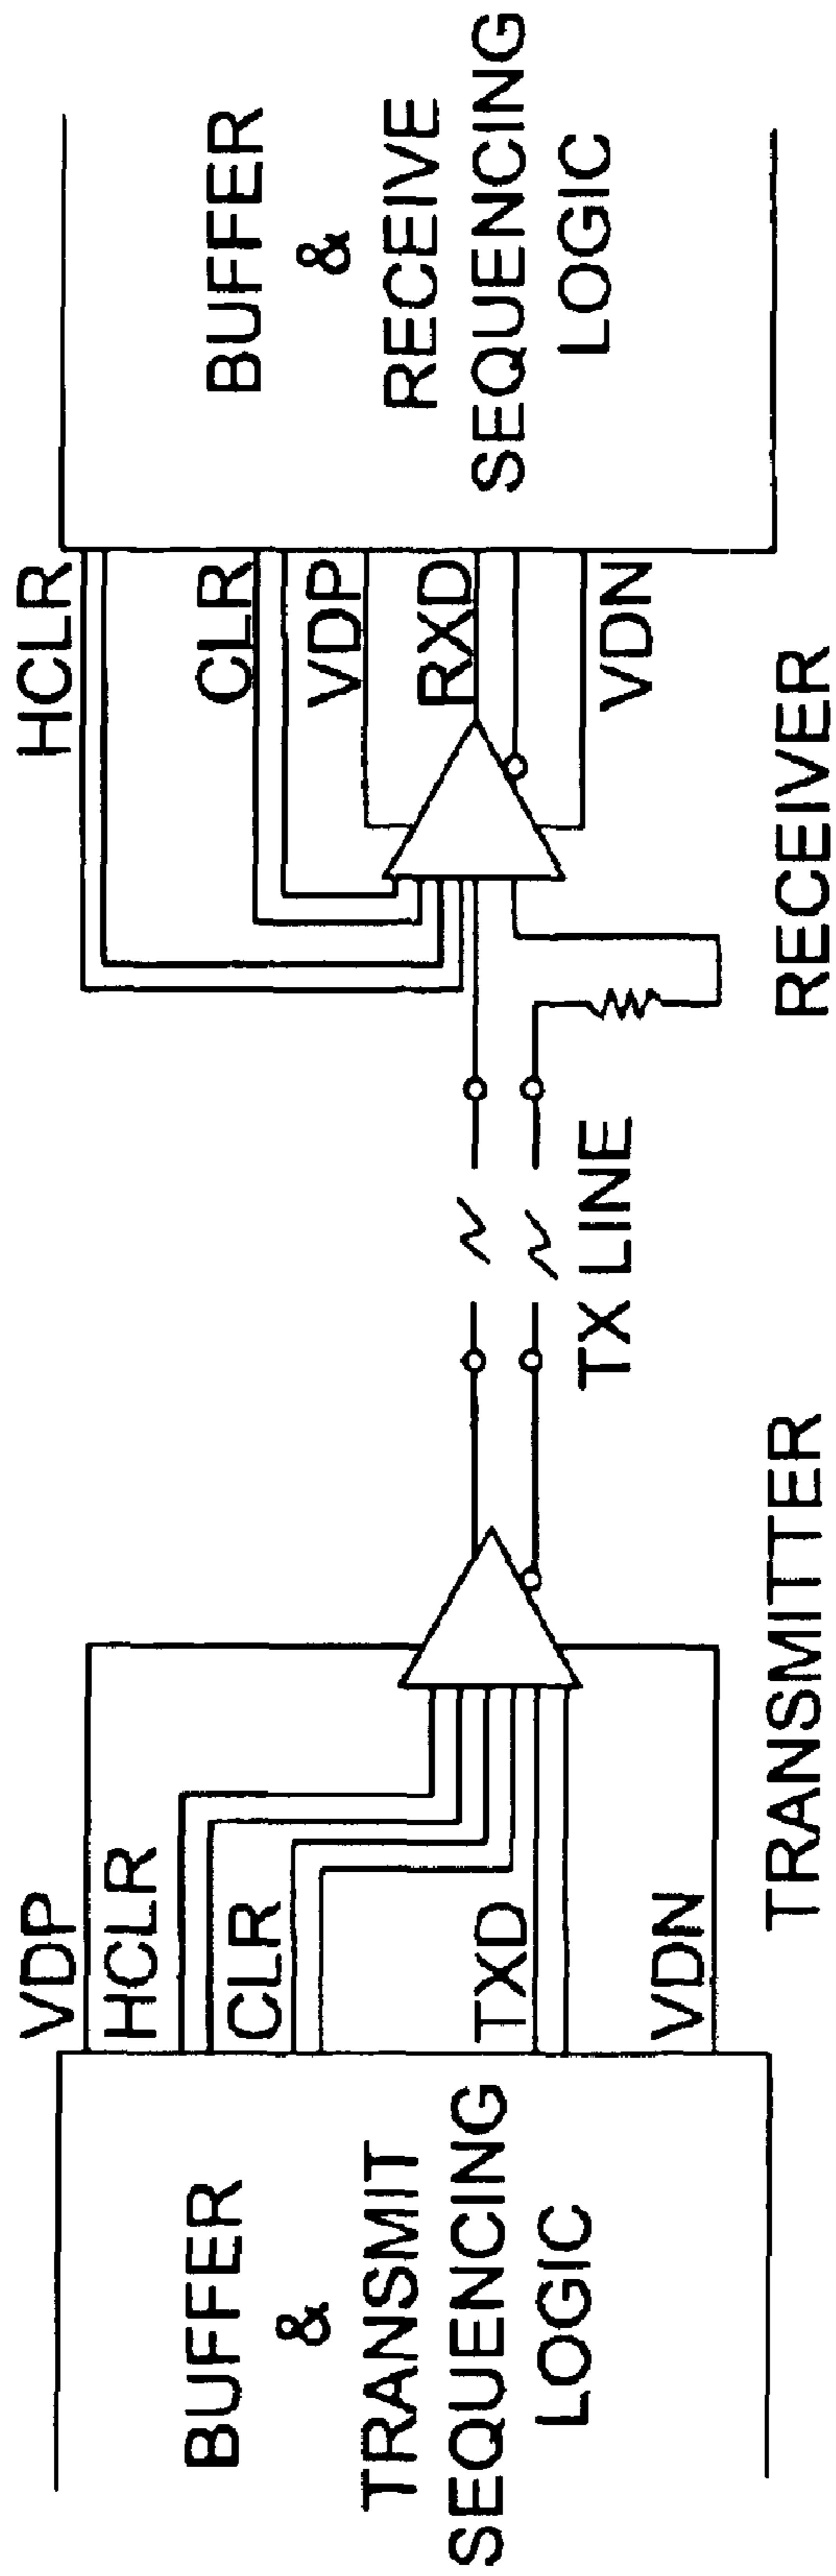 VDP
HCLR
CLR
TXD
VDN
BUFFER
&
TRANSMIT
SEQUENCING
LOGIC
TRANSMITTER
TX LINE
HCLR
CLR
VDP
RXD
VDN
BUFFER
&
RECEIVE
SEQUENCING
LOGIC
RECEIVER